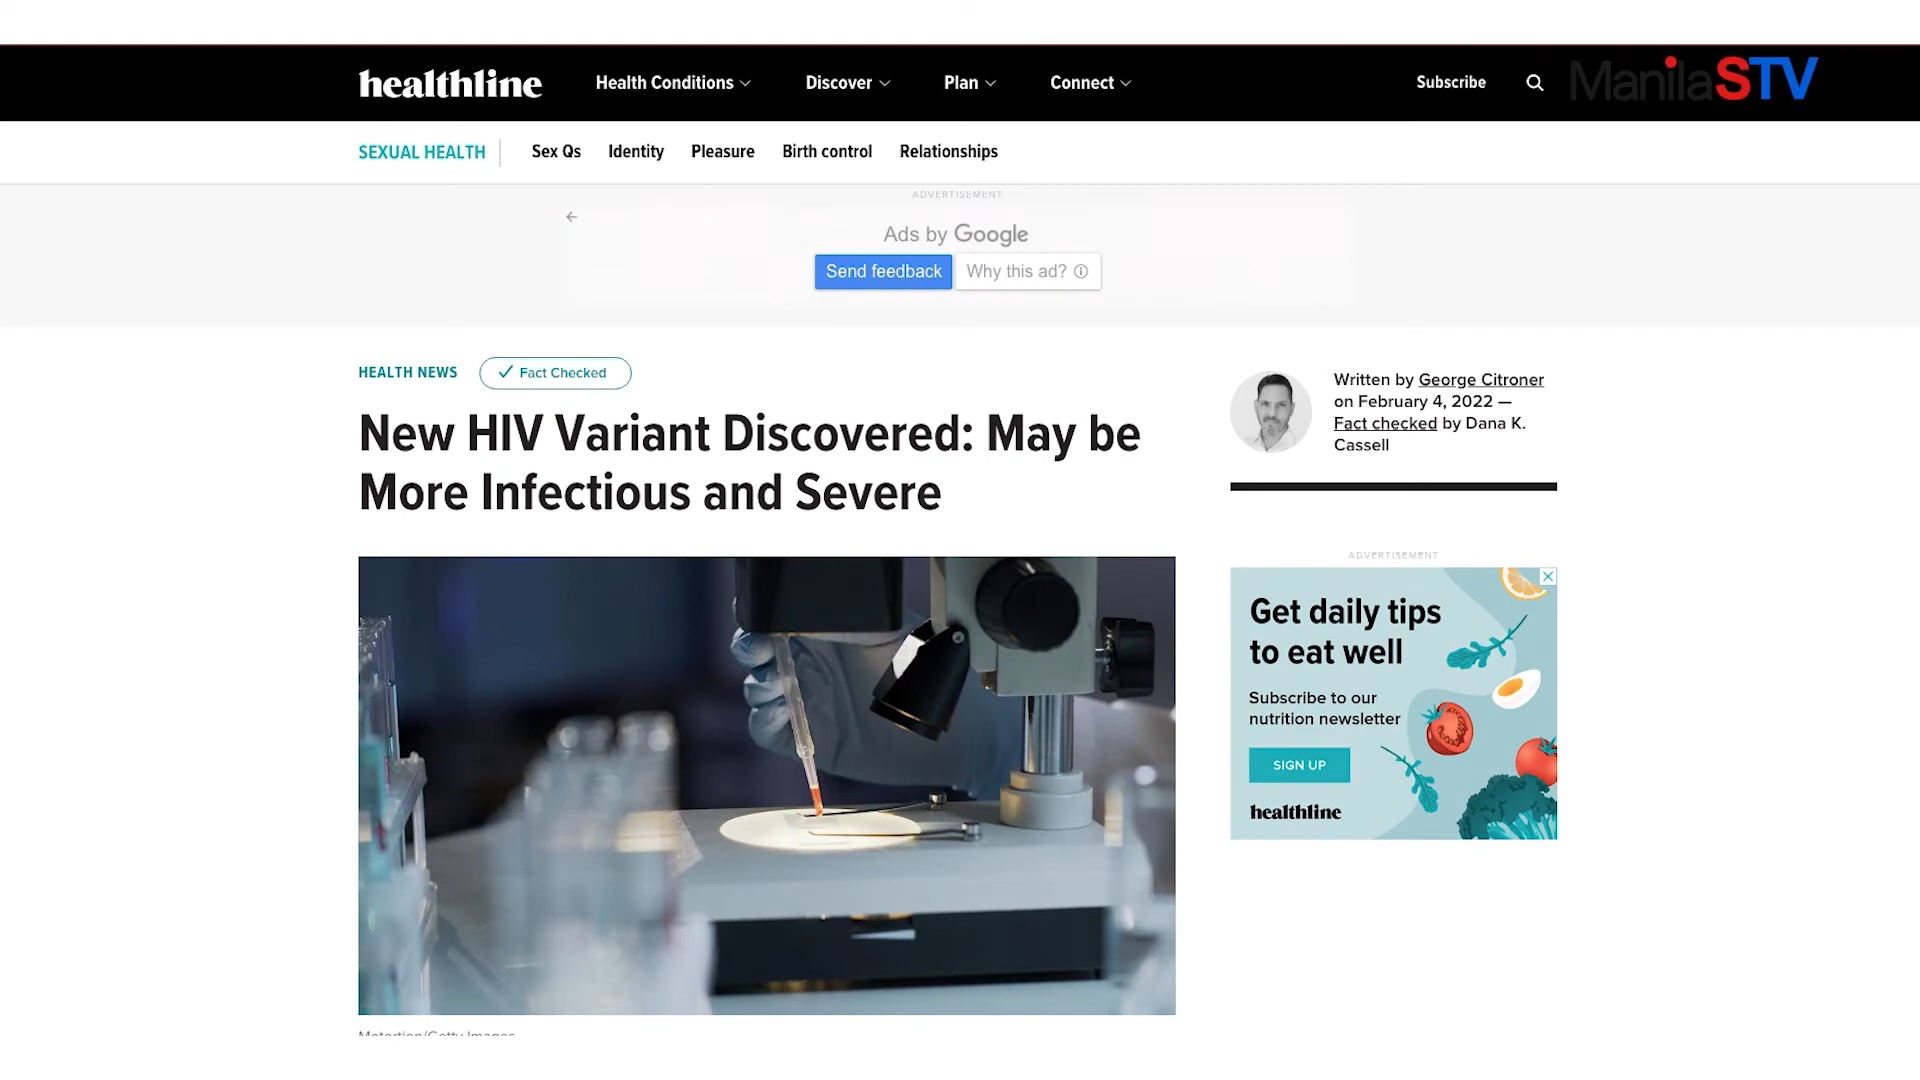 healthline
Health Conditions
Discover
Plan
Connect
Subscribe
ManilaSTV
SEXUAL HEALTH
Sex Qs
Identity
Pleasure
Birth control
Relationships
ADVERTISEMENT
Ads by Google
Send feedback
Why this ad?
HEALTH NEWS
Fact Checked
New HIV Variant Discovered: May be
More Infectious and Severe
Written by George Citroner
on February 4, 2022 —
Fact checked by Dana K.
Cassell
ADVERTISEMENT
Get daily tips
to eat well
Subscribe to our
nutrition newsletter
SIGN UP
healthline